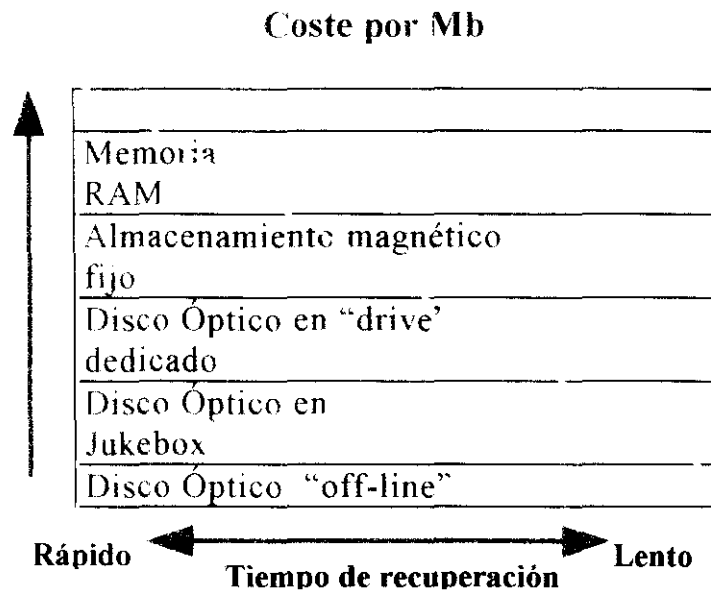 Coste por Mb
Memoria
RAM
Almacenamiento magnético
fijo
Disco Óptico en “drive’
dedicado
Disco Óptico en
Jukebox
Disco Óptico “off-line”
Rápido
Tiempo de recuperación
Lento